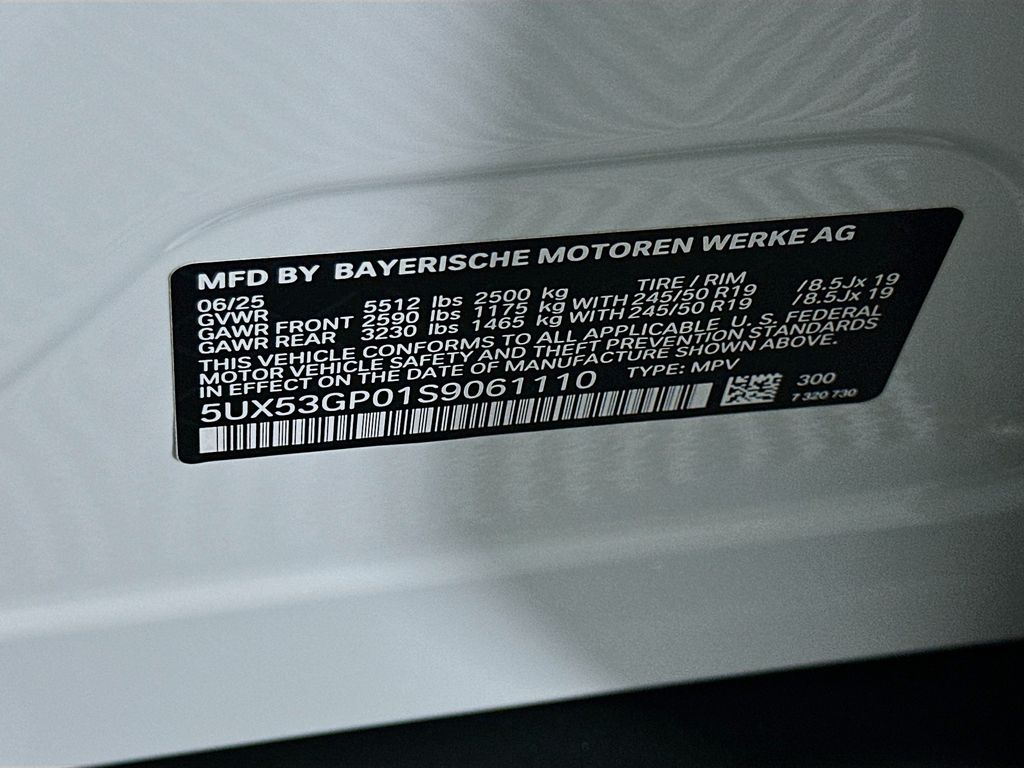 MFD BY BAYERISCHE MOTOREN WERKE AG
06/25 TIRE / RIM
GVWR 5512 lbs 2500 kg
GAWR FRONT 2590 lbs 1175 kg WITH 245/50 R19 /8.5Jx 19
GAWR REAR 3230 lbs 1465 kg WITH 245/50 R19 /8.5Jx 19
THIS VEHICLE CONFORMS TO ALL APPLICABLE U. S. FEDERAL
MOTOR VEHICLE SAFETY AND THEFT PREVENTION STANDARDS
IN EFFECT ON THE DATE OF MANUFACTURE SHOWN ABOVE.
5UX53GP01S9061110 TYPE: MPV
300
7 320 730